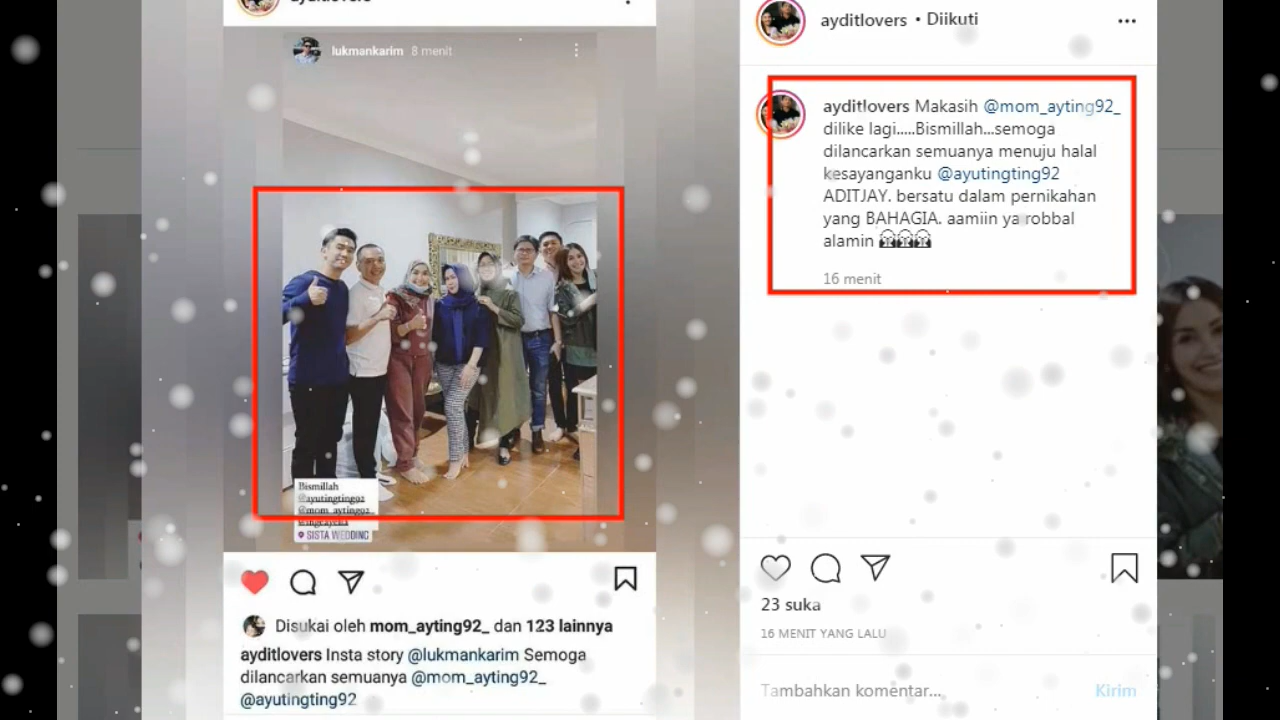 ayditlovers
lukmankarim 8 menit
Bismillah
@ayutingting92
@mom_ayting92_
SISTA WEDDING
Disukai oleh mom_ayting92_ dan 123 lainnya
ayditlovers Insta story @lukmankarim Semoga
dilancarkan semuanya @mom_ayting92_
@ayutingting92
ayditlovers • Diikuti
ayditlovers Makasih @mom_ayting92_
dilike lagi.....Bismillah...semoga
dilancarkan semuanya menuju halal
kesayanganku @ayutingting92
ADITJAY. bersatu dalam pernikahan
yang BAHAGIA. aamiin ya robbal
alamin
16 menit
23 suka
16 MENIT YANG LALU
Tambahkan komentar...
Kirim